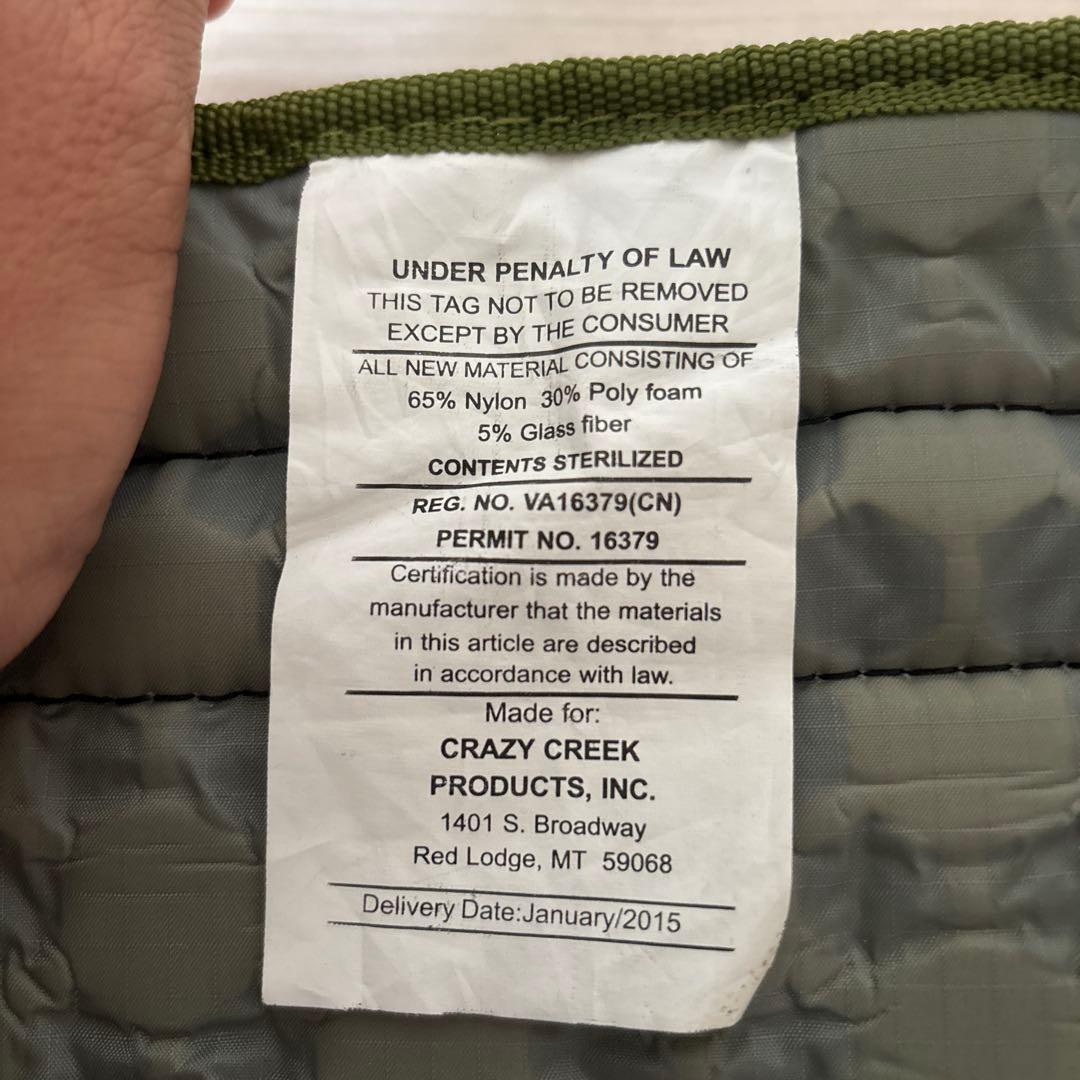 UNDER PENALTY OF LAW
THIS TAG NOT TO BE REMOVED
EXCEPT BY THE CONSUMER
ALL NEW MATERIAL CONSISTING OF
65% Nylon 30% Poly foam
5% Glass fiber
CONTENTS STERILIZED
REG. NO. VA16379(CN)
PERMIT NO. 16379
Certification is made by the
manufacturer that the materials
in this article are described
in accordance with law.
Made for:
CRAZY CREEK
PRODUCTS, INC.
1401 S. Broadway
Red Lodge, MT 59068
Delivery Date:January/2015